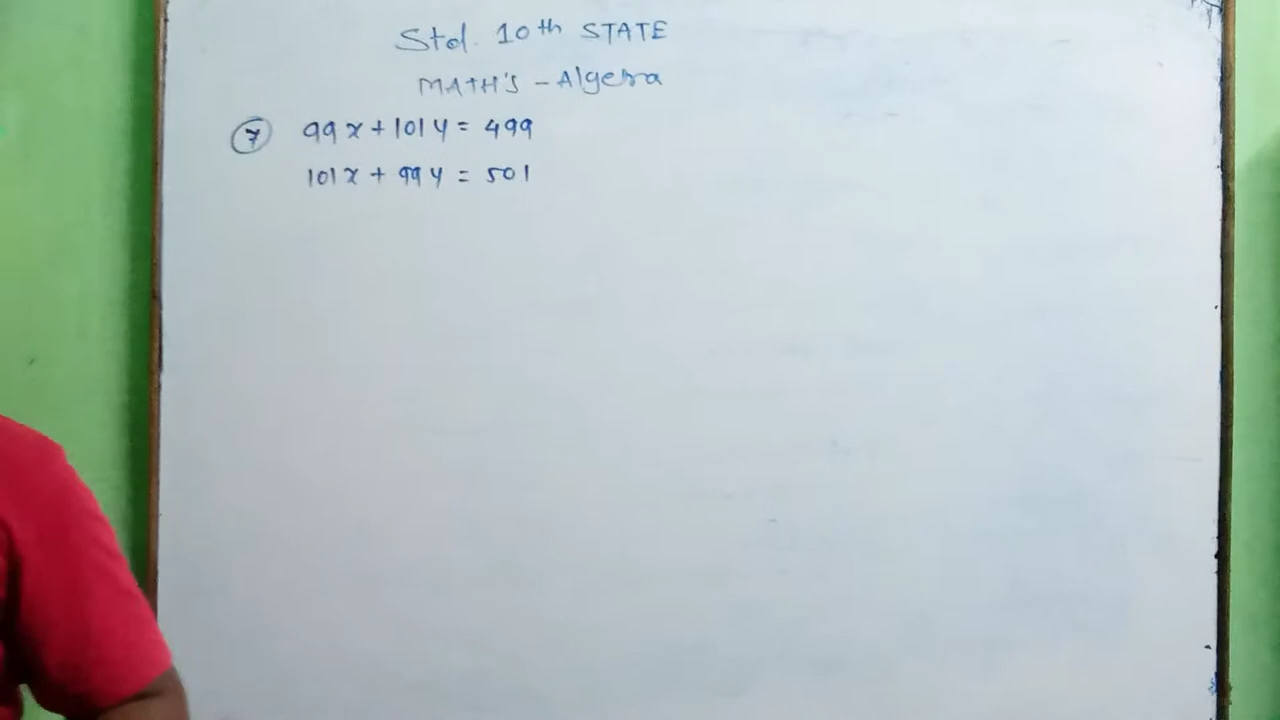 Std. 10th STATE
MATH'S - Algebra
7 99x + 101y = 499
101x + 99y = 501